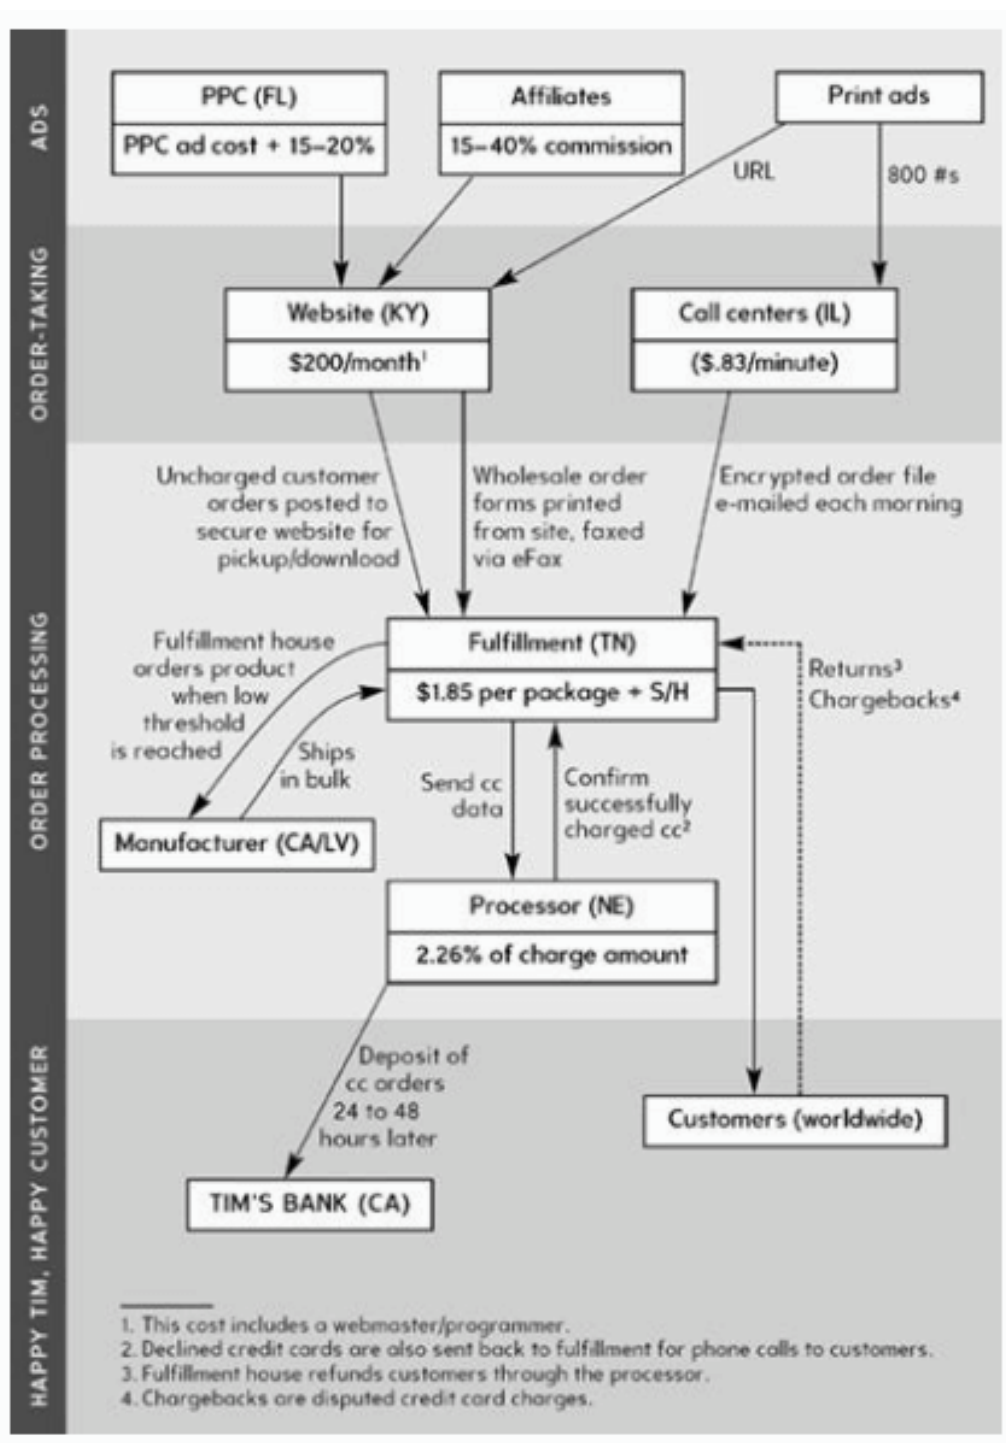 ADS
PPC (FL)
PPC ad cost + 15–20%
Affiliates
15–40% commission
Print ads
URL
800 #s
ORDER-TAKING
Website (KY)
$200/month¹
Call centers (IL)
($.83/minute)
ORDER PROCESSING
Uncharged customer
orders posted to
secure website for
pickup/download
Wholesale order
forms printed
from site, faxed
via eFax
Encrypted order file
e-mailed each morning
Fulfillment house
orders product
when low
threshold
is reached
Fulfillment (TN)
$1.85 per package + S/H
Returns³
Chargebacks⁴
Ships
in bulk
Send cc
data
Confirm
successfully
charged cc²
Manufacturer (CA/LV)
Processor (NE)
2.26% of charge amount
HAPPY TIM, HAPPY CUSTOMER
Deposit of
cc orders
24 to 48
hours later
Customers (worldwide)
TIM'S BANK (CA)
1. This cost includes a webmaster/programmer.
2. Declined credit cards are also sent back to fulfillment for phone calls to customers.
3. Fulfillment house refunds customers through the processor.
4. Chargebacks are disputed credit card charges.